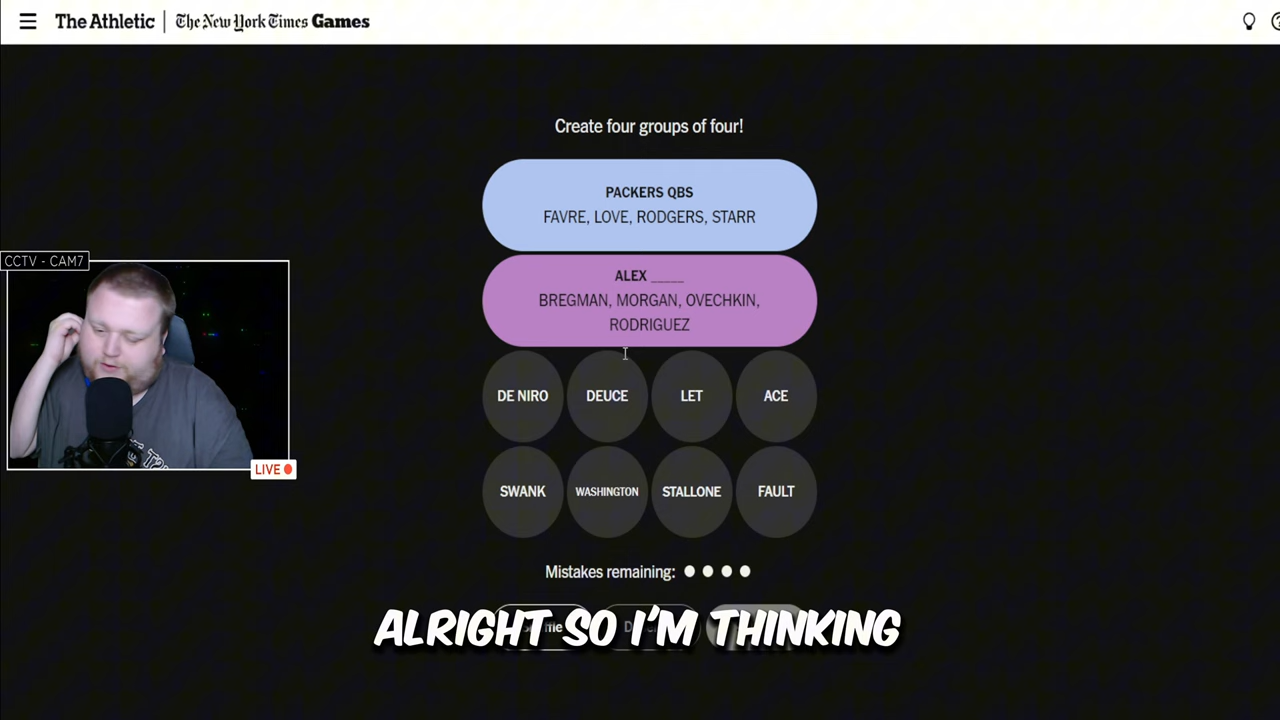 The Athletic | The New York Times Games
Create four groups of four!
PACKERS QBS
FAVRE, LOVE, RODGERS, STARR
ALEX _____
BREGMAN, MORGAN, OVECHKIN,
RODRIGUEZ
CCTV - CAM7
DE NIRO DEUCE LET ACE
SWANK WASHINGTON STALLONE FAULT
LIVE
Mistakes remaining:
ALRIGHT SO I'M THINKING